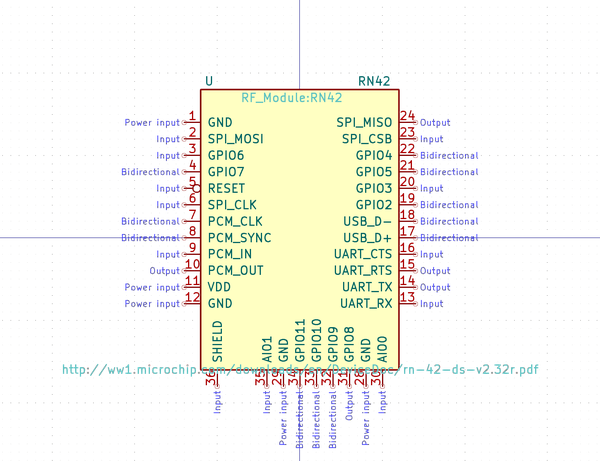 U RN42
RF_Module:RN42
Power input 1 GND SPI_MISO 24 Output
Input 2 SPI_MOSI SPI_CSB 23 Input
Input 3 GPIO6 GPIO4 22 Bidirectional
Bidirectional 4 GPIO7 GPIO5 21 Bidirectional
Input 5 RESET GPIO3 20 Input
Input 6 SPI_CLK GPIO2 19 Bidirectional
Bidirectional 7 PCM_CLK USB_D- 18 Bidirectional
Bidirectional 8 PCM_SYNC USB_D+ 17 Bidirectional
Input 9 PCM_IN UART_CTS 16 Input
Output 10 PCM_OUT UART_RTS 15 Output
Power input 11 VDD UART_TX 14 Output
Power input 12 GND UART_RX 13 Input
SHIELD 36 Input
AIO1 35 Input
GND 29 Power input
GPIO11 34 Bidirectional
GPIO10 33 Bidirectional
GPIO9 32 Bidirectional
GPIO8 31 Output
GND 28 Power input
AIO0 30 Input
http://ww1.microchip.com/downloads/en/DeviceDoc/rn-42-ds-v2.32r.pdf